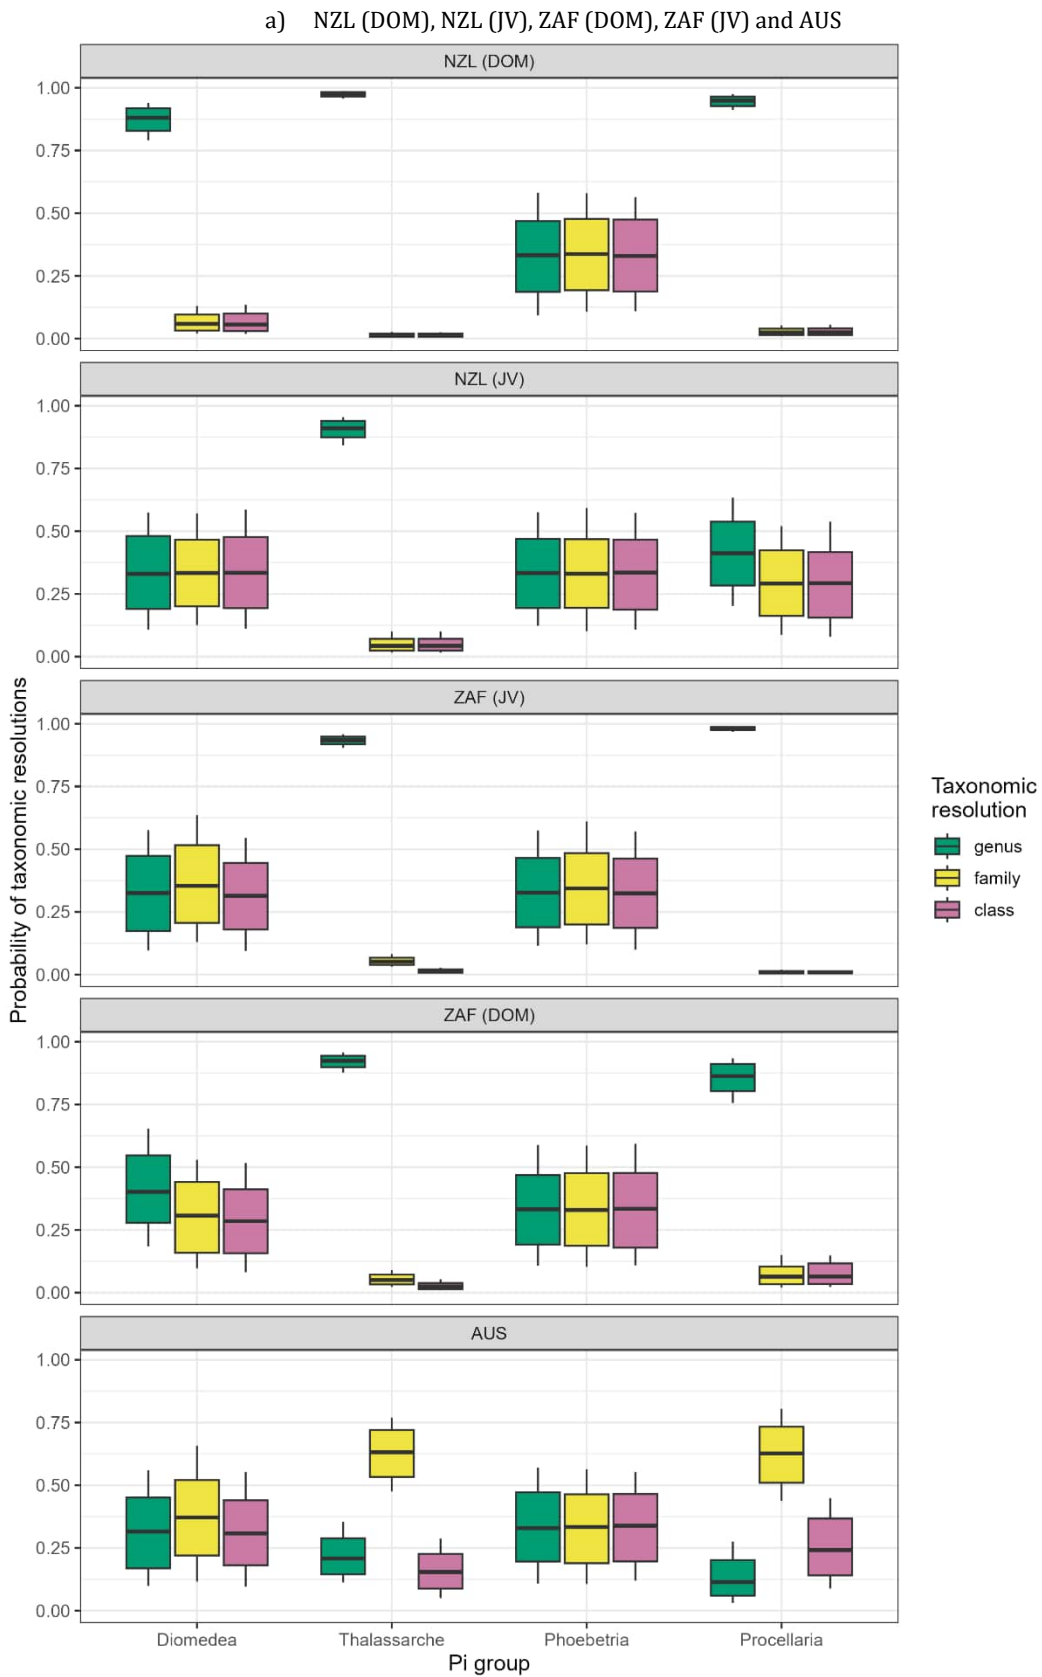 a) NZL (DOM), NZL (JV), ZAF (DOM), ZAF (JV) and AUS
NZL (DOM)
1.00
0.75
0.50
0.25
0.00
NZL (JV)
1.00
0.75
0.50
0.25
0.00
ZAF (JV)
1.00
0.75
0.50
0.25
0.00
ZAF (DOM)
1.00
0.75
0.50
0.25
0.00
AUS
1.00
0.75
0.50
0.25
0.00
Probability of taxonomic resolutions
Diomedea
Thalassarche
Phoebetria
Procellaria
Pi group
Taxonomic
resolution
genus
family
class